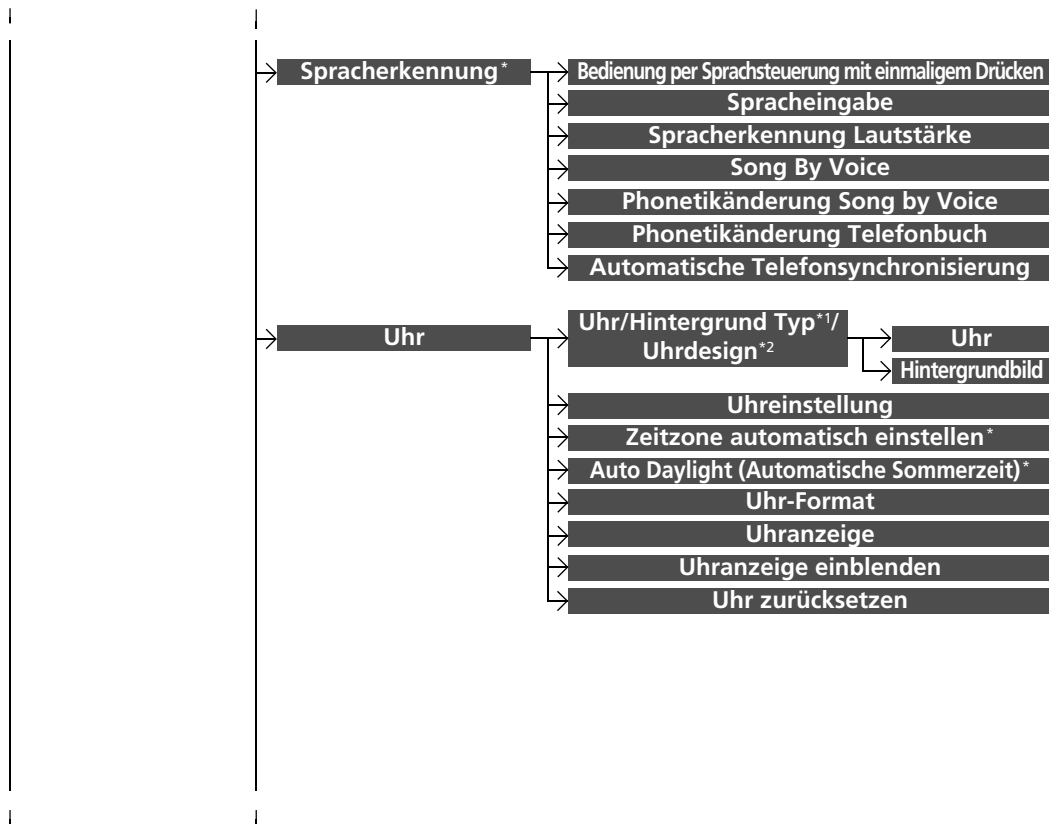 Spracherkennung*
Bedienung per Sprachsteuerung mit einmaligem Drücken
Spracheingabe
Spracherkennung Lautstärke
Song By Voice
Phonetikänderung Song by Voice
Phonetikänderung Telefonbuch
Automatische Telefonsynchronisierung
Uhr
Uhr/Hintergrund Typ*1/
Uhrdesign*2
Uhr
Hintergrundbild
Uhreinstellung
Zeitzone automatisch einstellen*
Auto Daylight (Automatische Sommerzeit)*
Uhr-Format
Uhranzeige
Uhranzeige einblenden
Uhr zurücksetzen